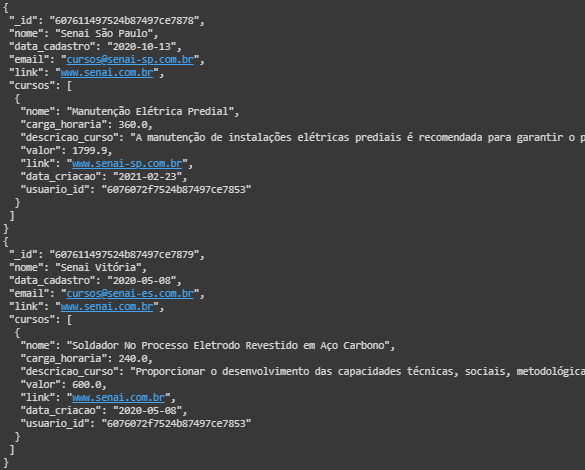 {
"_id": "607611497524b87497ce7878",
"nome": "Senai São Paulo",
"data_cadastro": "2020-10-13",
"email": "cursos@senai-sp.com.br",
"link": "www.senai.com.br",
"cursos": [
{
"nome": "Manutenção Elétrica Predial",
"carga_horaria": 360.0,
"descricao_curso": "A manutenção de instalações elétricas prediais é recomendada para garantir o p
"valor": 1799.9,
"link": "www.senai-sp.com.br",
"data_criacao": "2021-02-23",
"usuario_id": "6076072f7524b87497ce7853"
}
]
}
{
"_id": "607611497524b87497ce7879",
"nome": "Senai Vitória",
"data_cadastro": "2020-05-08",
"email": "cursos@senai-es.com.br",
"link": "www.senai.com.br",
"cursos": [
{
"nome": "Soldador No Processo Eletrodo Revestido em Aço Carbono",
"carga_horaria": 240.0,
"descricao_curso": "Proporcionar o desenvolvimento das capacidades técnicas, sociais, metodológica
"valor": 600.0,
"link": "www.senai.com.br",
"data_criacao": "2020-05-08",
"usuario_id": "6076072f7524b87497ce7853"
}
]
}